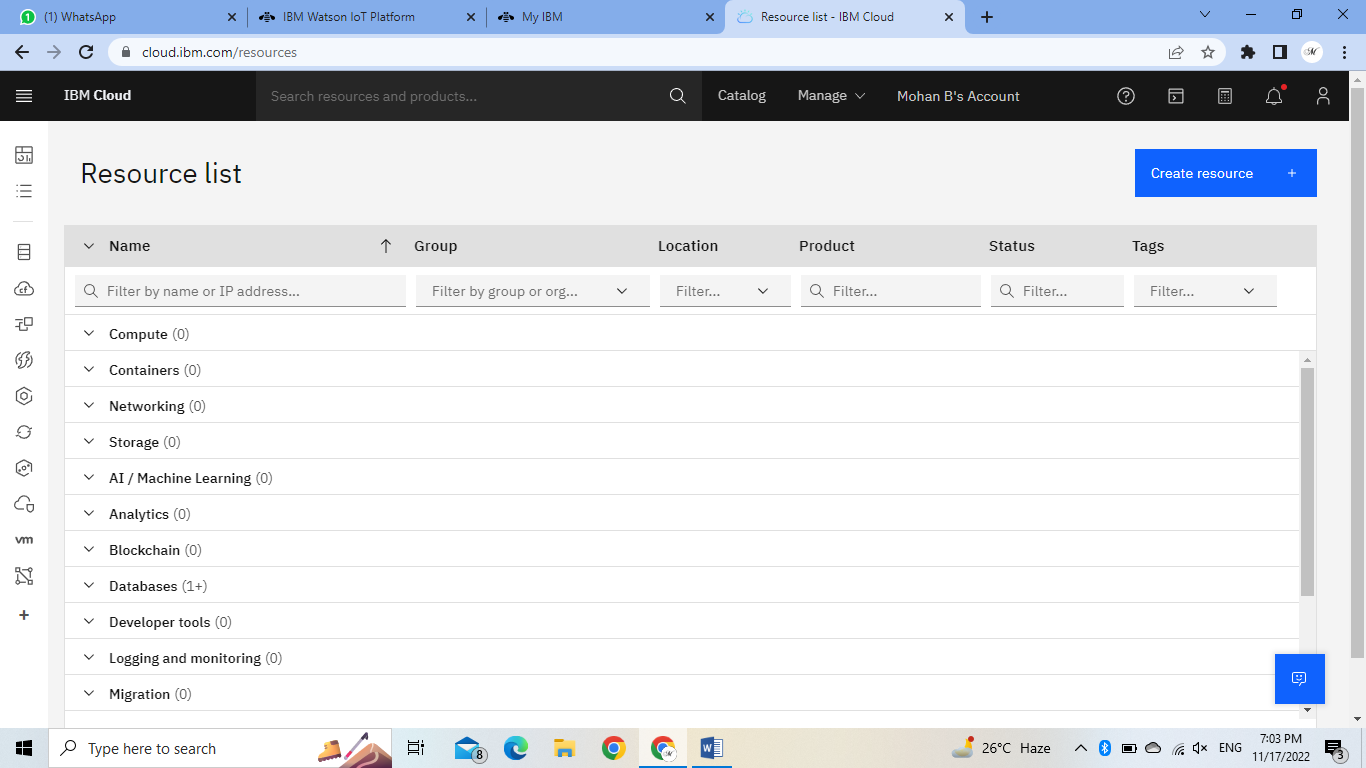 (1) WhatsApp
IBM Watson IoT Platform
My IBM
Resource list - IBM Cloud
cloud.ibm.com/resources
IBM Cloud
Search resources and products...
Catalog
Manage
Mohan B's Account
Resource list
Create resource +
Name
Group
Location
Product
Status
Tags
Filter by name or IP address...
Filter by group or org...
Filter...
Filter...
Filter...
Filter...
Compute (0)
Containers (0)
Networking (0)
Storage (0)
AI / Machine Learning (0)
Analytics (0)
Blockchain (0)
Databases (1+)
Developer tools (0)
Logging and monitoring (0)
Migration (0)
cf
vm
Type here to search
8
26°C Haze
ENG
7:03 PM
11/17/2022
3